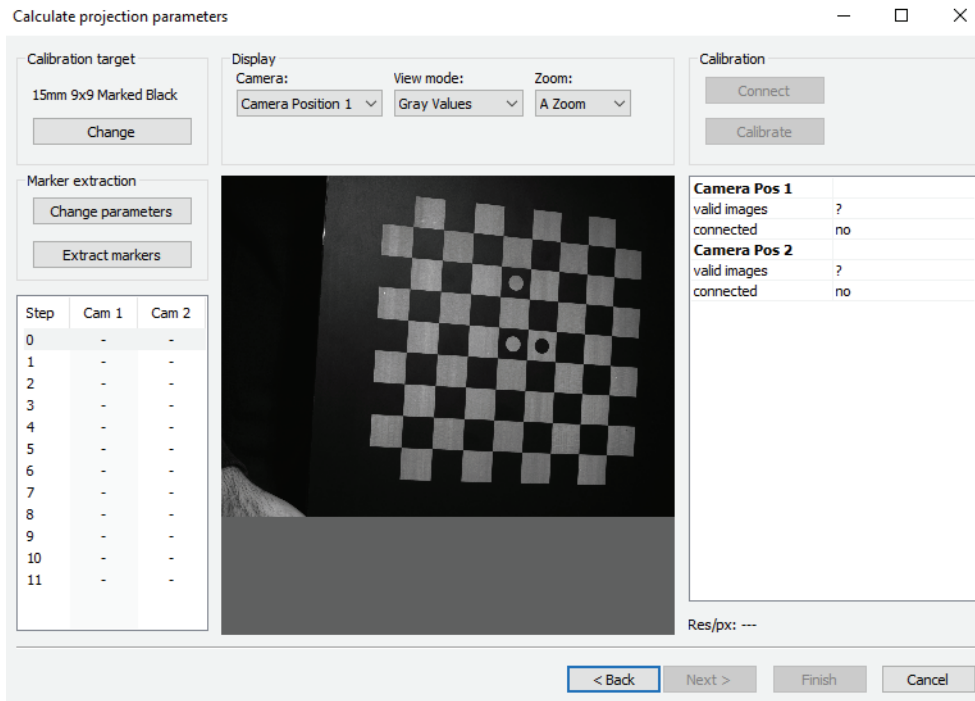 Calculate projection parameters
Calibration target
15mm 9x9 Marked Black
Change
Display
Camera: View mode: Zoom:
Camera Position 1 Gray Values A Zoom
Calibration
Connect
Calibrate
Marker extraction
Change parameters
Extract markers
Step Cam 1 Cam 2
0 - -
1 - -
2 - -
3 - -
4 - -
5 - -
6 - -
7 - -
8 - -
9 - -
10 - -
11 - -
Camera Pos 1
valid images ?
connected no
Camera Pos 2
valid images ?
connected no
Res/px: ---
< Back Next > Finish Cancel